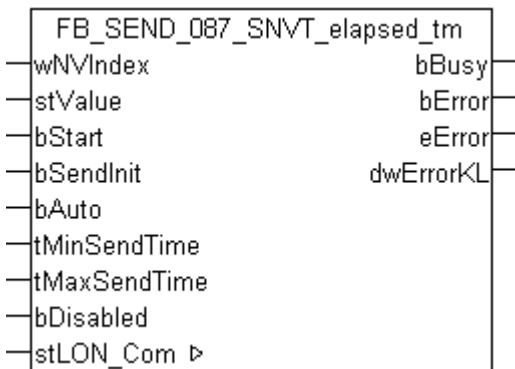 FB_SEND_087_SNVT_elapsed_tm
wNVIndex bBusy
stValue bError
bStart eError
bSendInit dwErrorKL
bAuto
tMinSendTime
tMaxSendTime
bDisabled
stLON_Com ▷